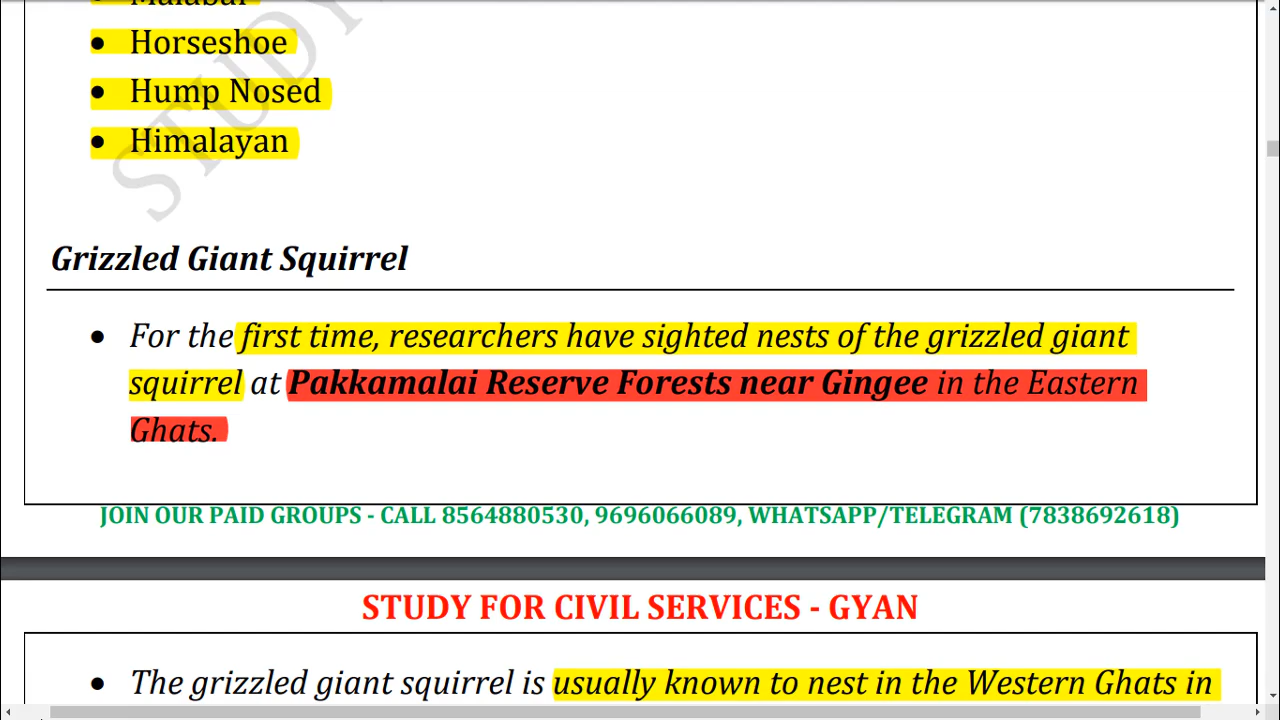 Malabar
• Horseshoe
• Hump Nosed
• Himalayan
STUDY
Grizzled Giant Squirrel
• For the first time, researchers have sighted nests of the grizzled giant
squirrel at Pakkamalai Reserve Forests near Gingee in the Eastern
Ghats.
JOIN OUR PAID GROUPS - CALL 8564880530, 9696066089, WHATSAPP/TELEGRAM (7838692618)
STUDY FOR CIVIL SERVICES - GYAN
• The grizzled giant squirrel is usually known to nest in the Western Ghats in